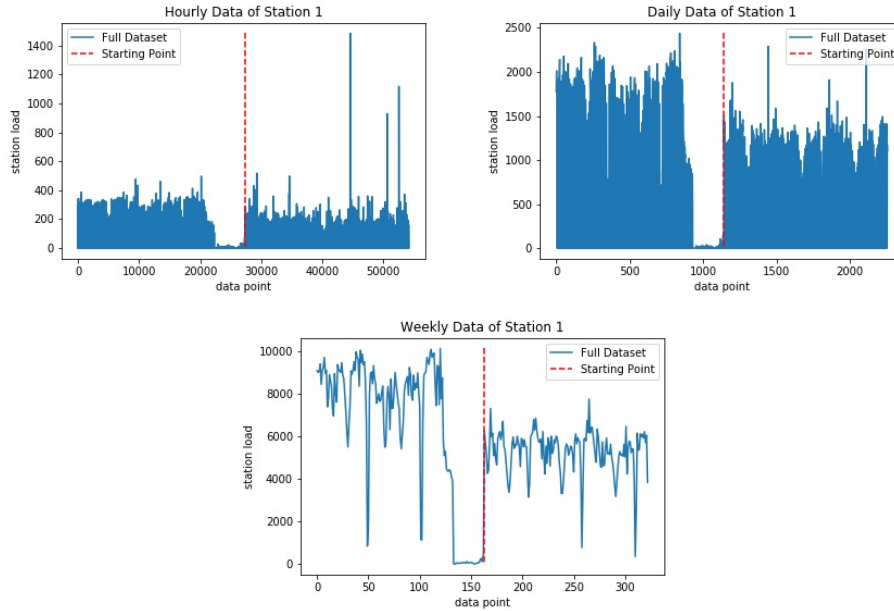 Hourly Data of Station 1
Full Dataset
Starting Point
station load
1400
1200
1000
800
600
400
200
0
0 10000 20000 30000 40000 50000
data point
Daily Data of Station 1
Full Dataset
Starting Point
station load
2500
2000
1500
1000
500
0
0 500 1000 1500 2000
data point
Weekly Data of Station 1
Full Dataset
Starting Point
station load
10000
8000
6000
4000
2000
0
0 50 100 150 200 250 300
data point